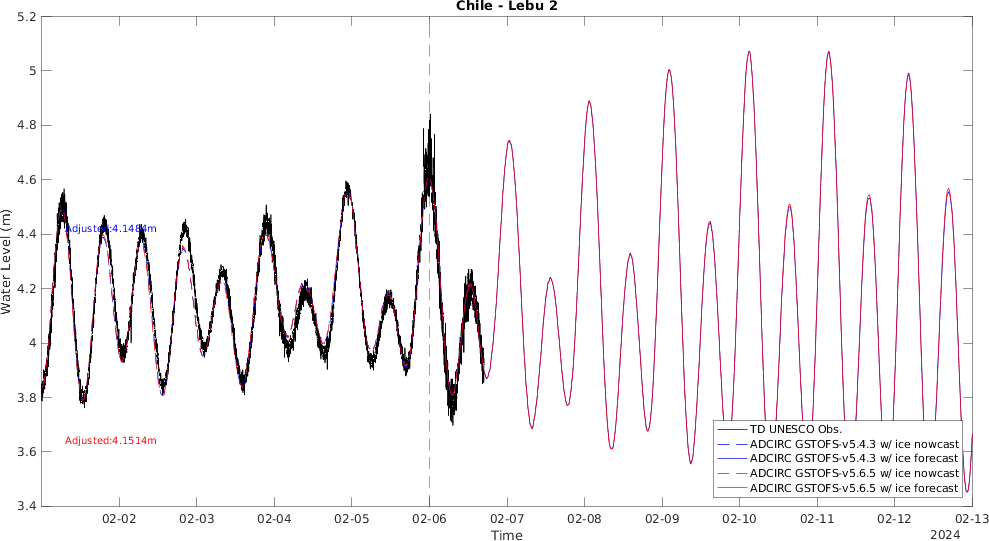 Chile - Lebu 2
Water Level (m)
5.2
5
4.8
4.6
4.4
4.2
4
3.8
3.6
3.4
Adjusted:4.1484m
Adjusted:4.1514m
TD UNESCO Obs.
ADCIRC GSTOFS-v5.4.3 w/ ice nowcast
ADCIRC GSTOFS-v5.4.3 w/ ice forecast
ADCIRC GSTOFS-v5.6.5 w/ ice nowcast
ADCIRC GSTOFS-v5.6.5 w/ ice forecast
02-02 02-03 02-04 02-05 02-06 02-07 02-08 02-09 02-10 02-11 02-12 02-13
Time
2024